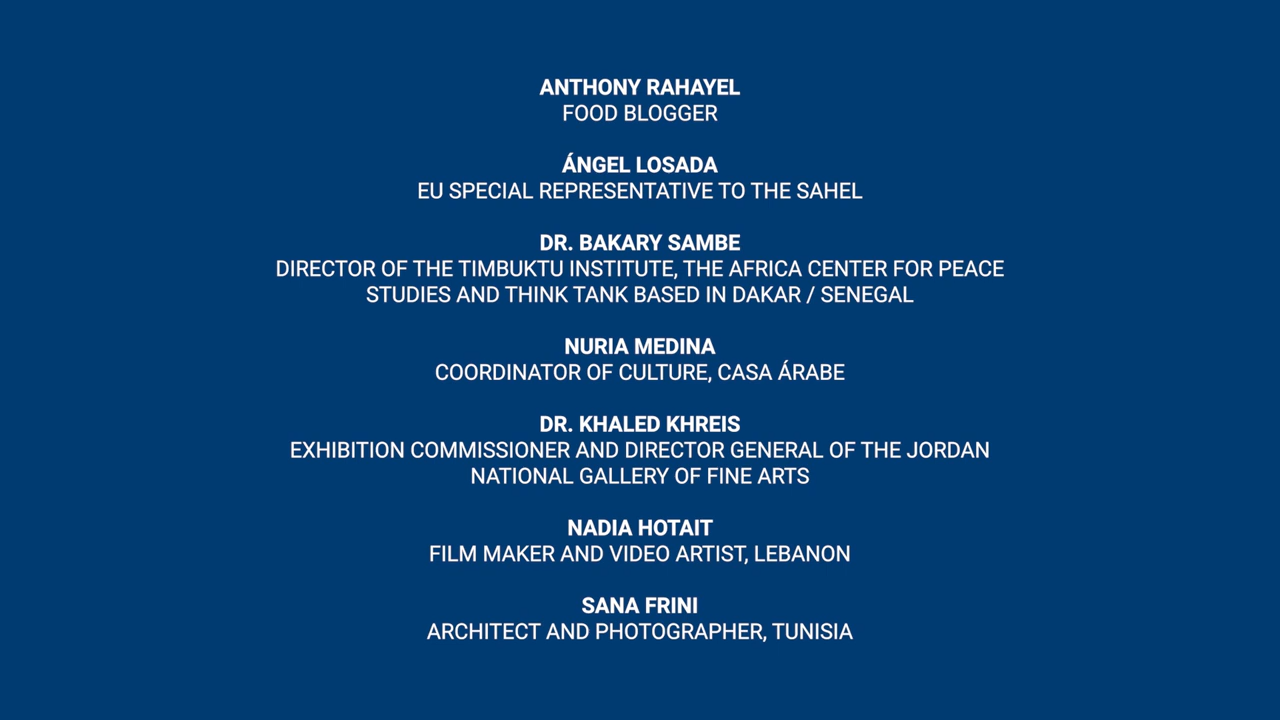 ANTHONY RAHAYEL
FOOD BLOGGER
ÁNGEL LOSADA
EU SPECIAL REPRESENTATIVE TO THE SAHEL
DR. BAKARY SAMBE
DIRECTOR OF THE TIMBUKTU INSTITUTE, THE AFRICA CENTER FOR PEACE
STUDIES AND THINK TANK BASED IN DAKAR / SENEGAL
NURIA MEDINA
COORDINATOR OF CULTURE, CASA ÁRABE
DR. KHALED KHREIS
EXHIBITION COMMISSIONER AND DIRECTOR GENERAL OF THE JORDAN
NATIONAL GALLERY OF FINE ARTS
NADIA HOTAIT
FILM MAKER AND VIDEO ARTIST, LEBANON
SANA FRINI
ARCHITECT AND PHOTOGRAPHER, TUNISIA